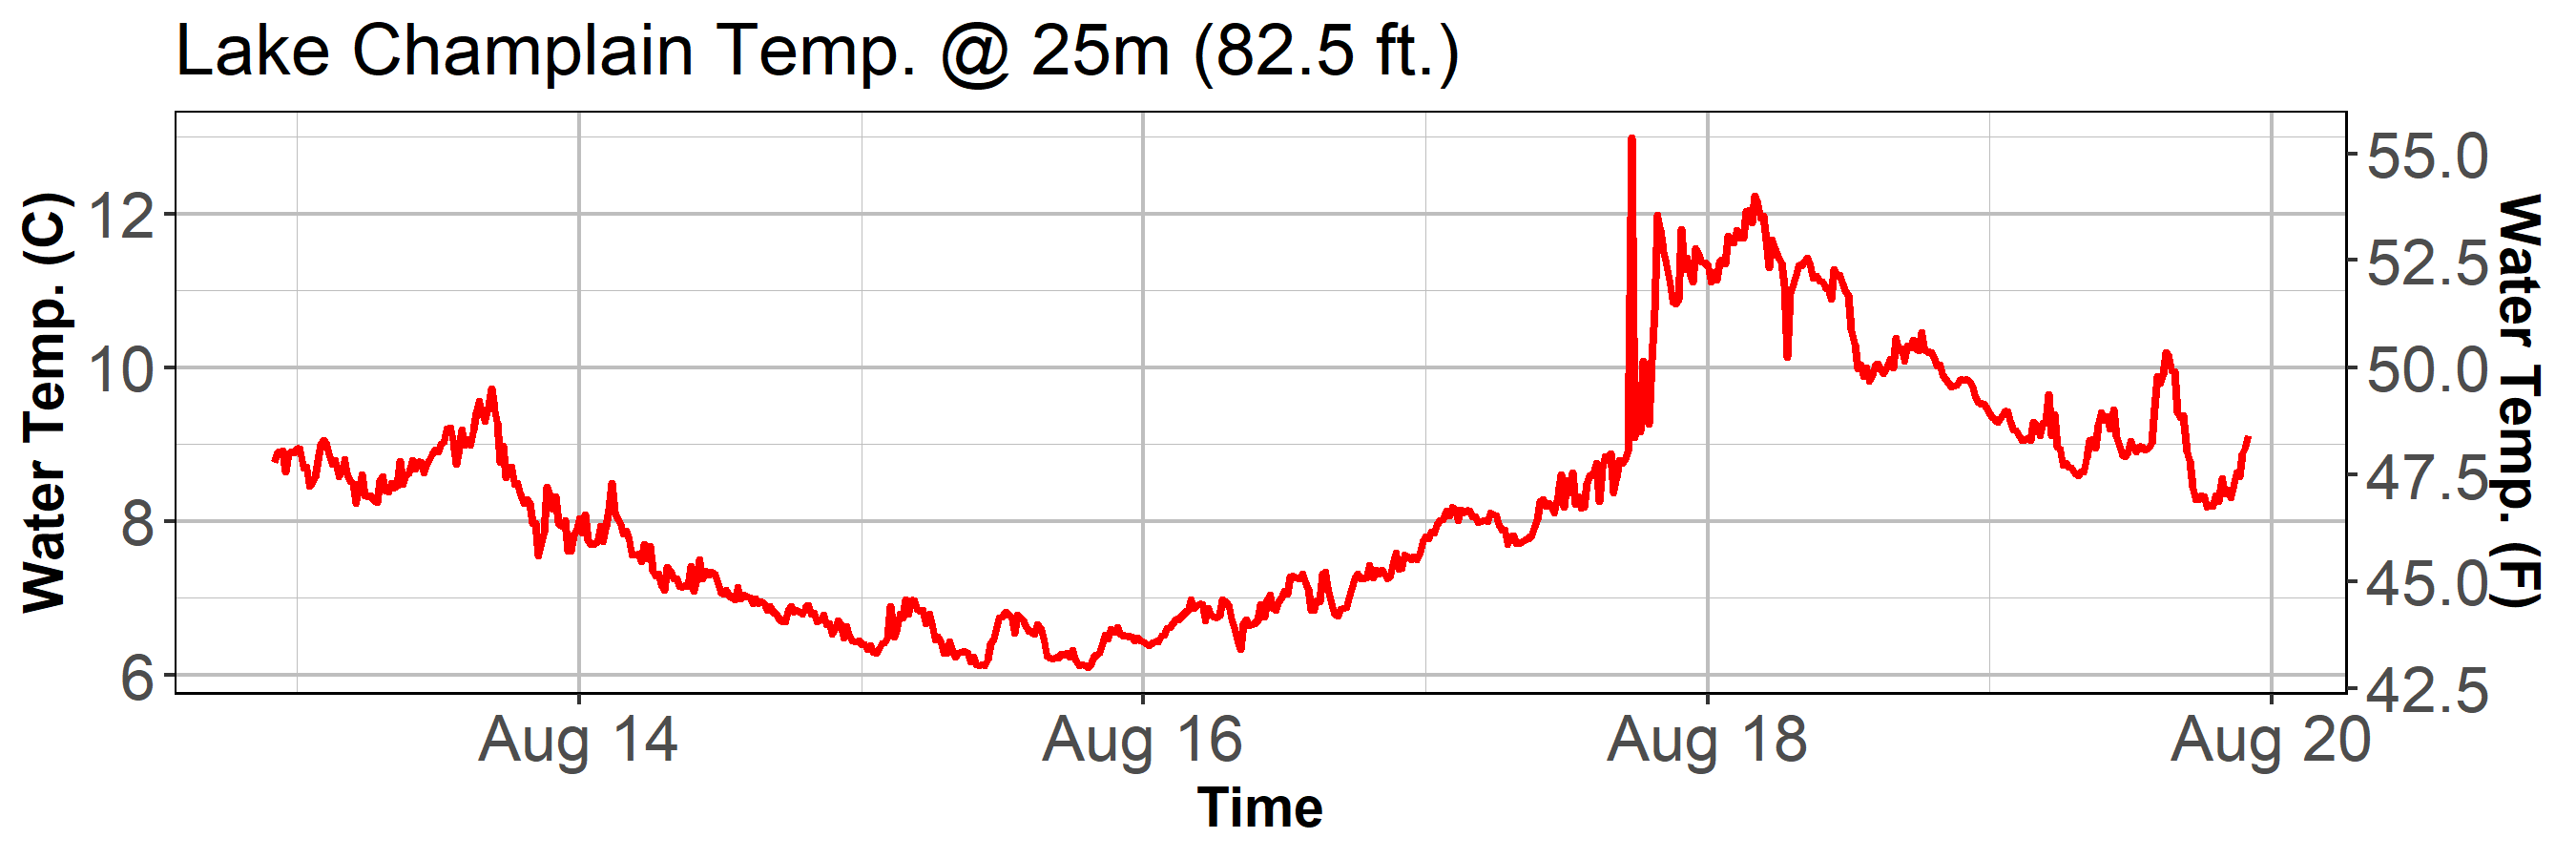 Lake Champlain Temp. @ 25m (82.5 ft.)
Water Temp. (C)
12
10
8
6
55.0
52.5
50.0
47.5
45.0
42.5
Water Temp. (F)
Aug 14
Aug 16
Aug 18
Aug 20
Time